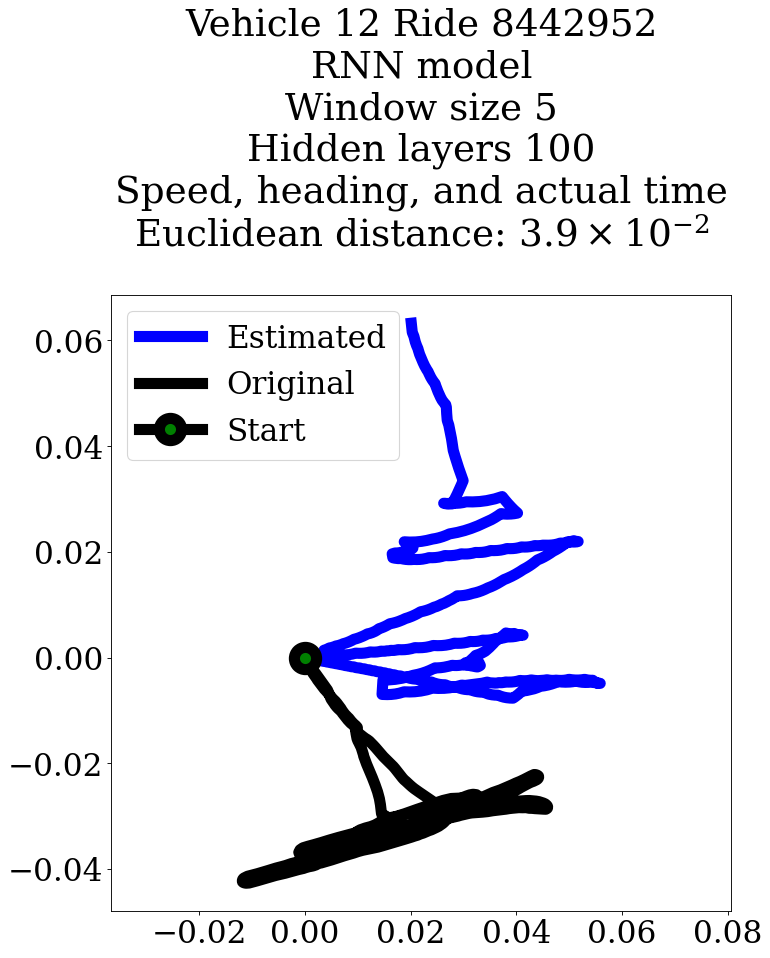 Vehicle 12 Ride 8442952
RNN model
Window size 5
Hidden layers 100
Speed, heading, and actual time
Euclidean distance: 3.9 × 10⁻²
Estimated
Original
Start
0.06
0.04
0.02
0.00
−0.02
−0.04
−0.02 0.00 0.02 0.04 0.06 0.08